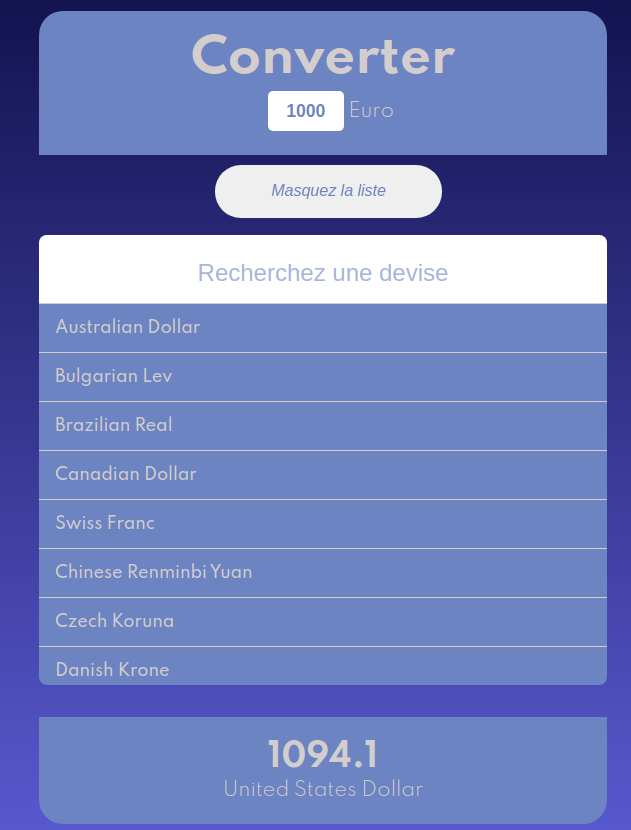 Converter
1000 Euro
Masquez la liste
Recherchez une devise
Australian Dollar
Bulgarian Lev
Brazilian Real
Canadian Dollar
Swiss Franc
Chinese Renminbi Yuan
Czech Koruna
Danish Krone
1094.1
United States Dollar